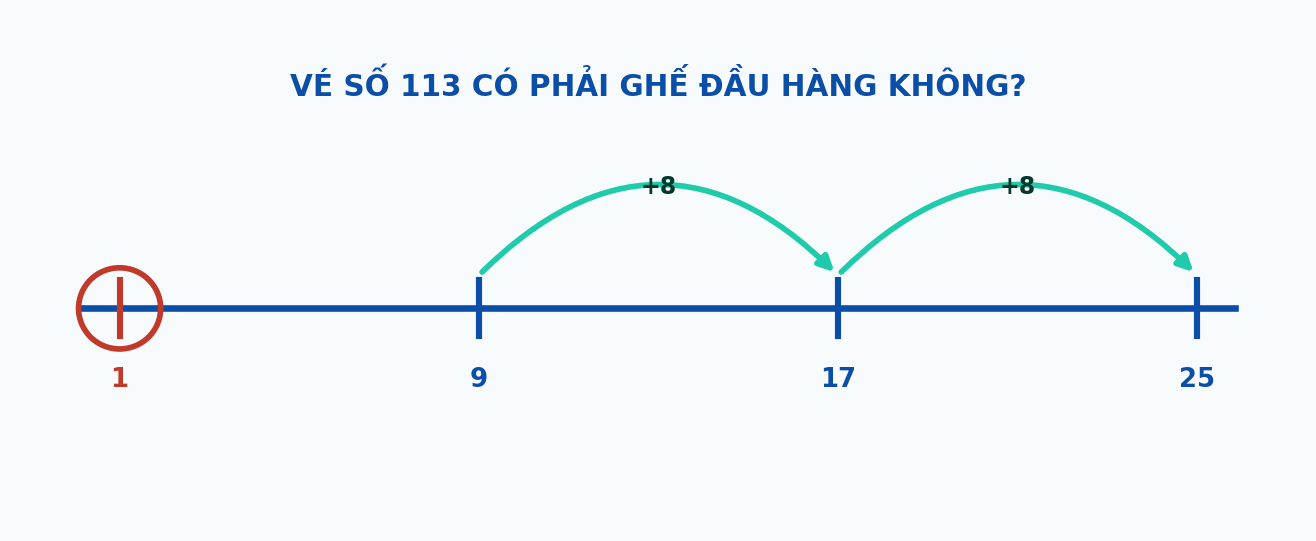 VÉ SỐ 113 CÓ PHẢI GHẾ ĐẦU HÀNG KHÔNG?
+8 +8
1 9 17 25